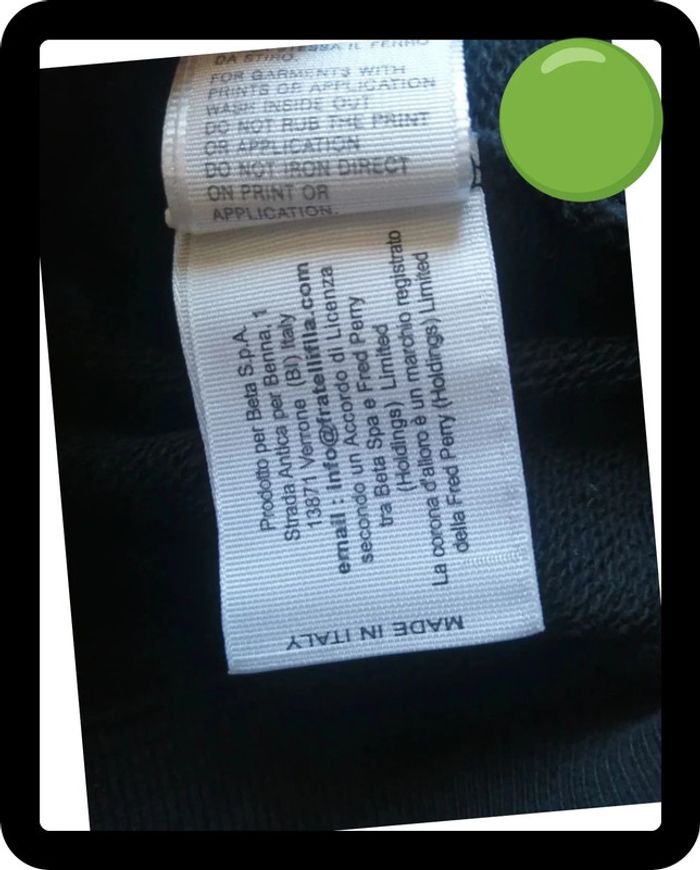 DA STIRO.
FOR GARMENTS WITH
PRINTS OR APPLICATION
WASH INSIDE OUT
DO NOT RUB THE PRINT
OR APPLICATION
DO NOT IRON DIRECT
ON PRINT OR
APPLICATION.
Prodotto per Beta S.p.A.
Strada Antica per Benna, 1
13871 Verrone (BI) Italy
email : info@fratellifila.com
secondo un Accordo di Licenza
tra Beta Spa e Fred Perry
(Holdings) Limited
La corona d'alloro è un marchio registrato
della Fred Perry (Holdings) Limited
MADE IN ITALY